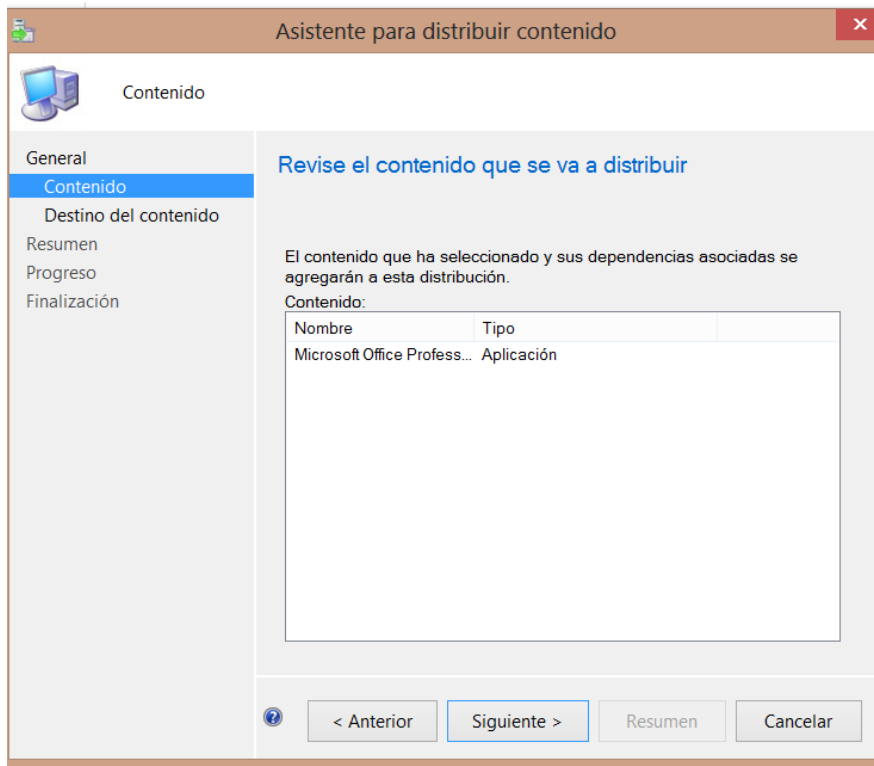 Asistente para distribuir contenido
Contenido
General
Contenido
Destino del contenido
Resumen
Progreso
Finalización
Revise el contenido que se va a distribuir
El contenido que ha seleccionado y sus dependencias asociadas se
agregarán a esta distribución.
Contenido:
Nombre Tipo
Microsoft Office Profess... Aplicación
< Anterior Siguiente > Resumen Cancelar